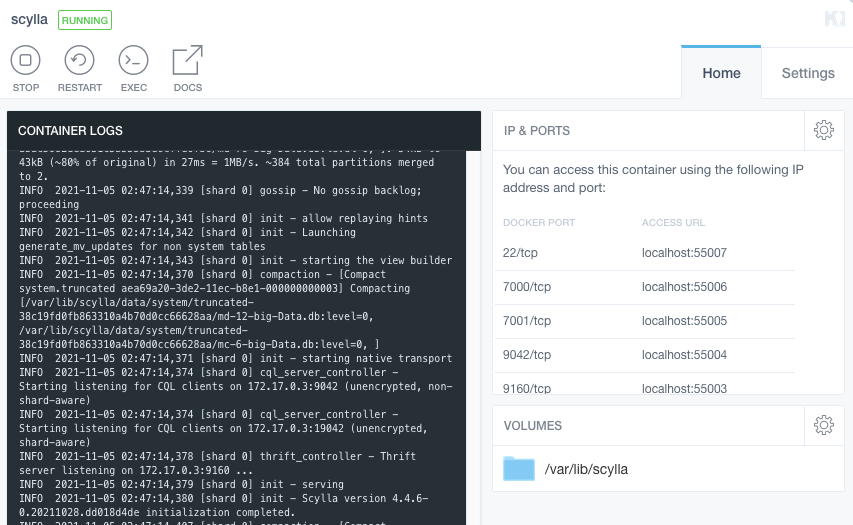 scylla RUNNING
STOP RESTART EXEC DOCS
Home Settings
CONTAINER LOGS
43kB (~80% of original) in 27ms = 1MB/s. ~384 total partitions merged
to 2.
INFO  2021-11-05 02:47:14,339 [shard 0] gossip - No gossip backlog;
proceeding
INFO  2021-11-05 02:47:14,341 [shard 0] init - allow replaying hints
INFO  2021-11-05 02:47:14,342 [shard 0] init - Launching
generate_mv_updates for non system tables
INFO  2021-11-05 02:47:14,343 [shard 0] init - starting the view builder
INFO  2021-11-05 02:47:14,370 [shard 0] compaction - [Compact
system.truncated aea69a20-3de2-11ec-b8e1-000000000003] Compacting
[/var/lib/scylla/data/system/truncated-
38c19fd0fb863310a4b70d0cc66628aa/md-12-big-Data.db:level=0,
/var/lib/scylla/data/system/truncated-
38c19fd0fb863310a4b70d0cc66628aa/mc-6-big-Data.db:level=0, ]
INFO  2021-11-05 02:47:14,371 [shard 0] init - starting native transport
INFO  2021-11-05 02:47:14,374 [shard 0] cql_server_controller -
Starting listening for CQL clients on 172.17.0.3:9042 (unencrypted, non-
shard-aware)
INFO  2021-11-05 02:47:14,374 [shard 0] cql_server_controller -
Starting listening for CQL clients on 172.17.0.3:19042 (unencrypted,
shard-aware)
INFO  2021-11-05 02:47:14,378 [shard 0] thrift_controller - Thrift
server listening on 172.17.0.3:9160 ...
INFO  2021-11-05 02:47:14,379 [shard 0] init - serving
INFO  2021-11-05 02:47:14,380 [shard 0] init - Scylla version 4.4.6-
0.20211028.dd018d4de initialization completed.
INFO  2021-11-05 02:47:14,407 [shard 0] compaction - [Compact
IP & PORTS
You can access this container using the following IP
address and port:
DOCKER PORT ACCESS URL
22/tcp localhost:55007
7000/tcp localhost:55006
7001/tcp localhost:55005
9042/tcp localhost:55004
9160/tcp localhost:55003
VOLUMES
/var/lib/scylla